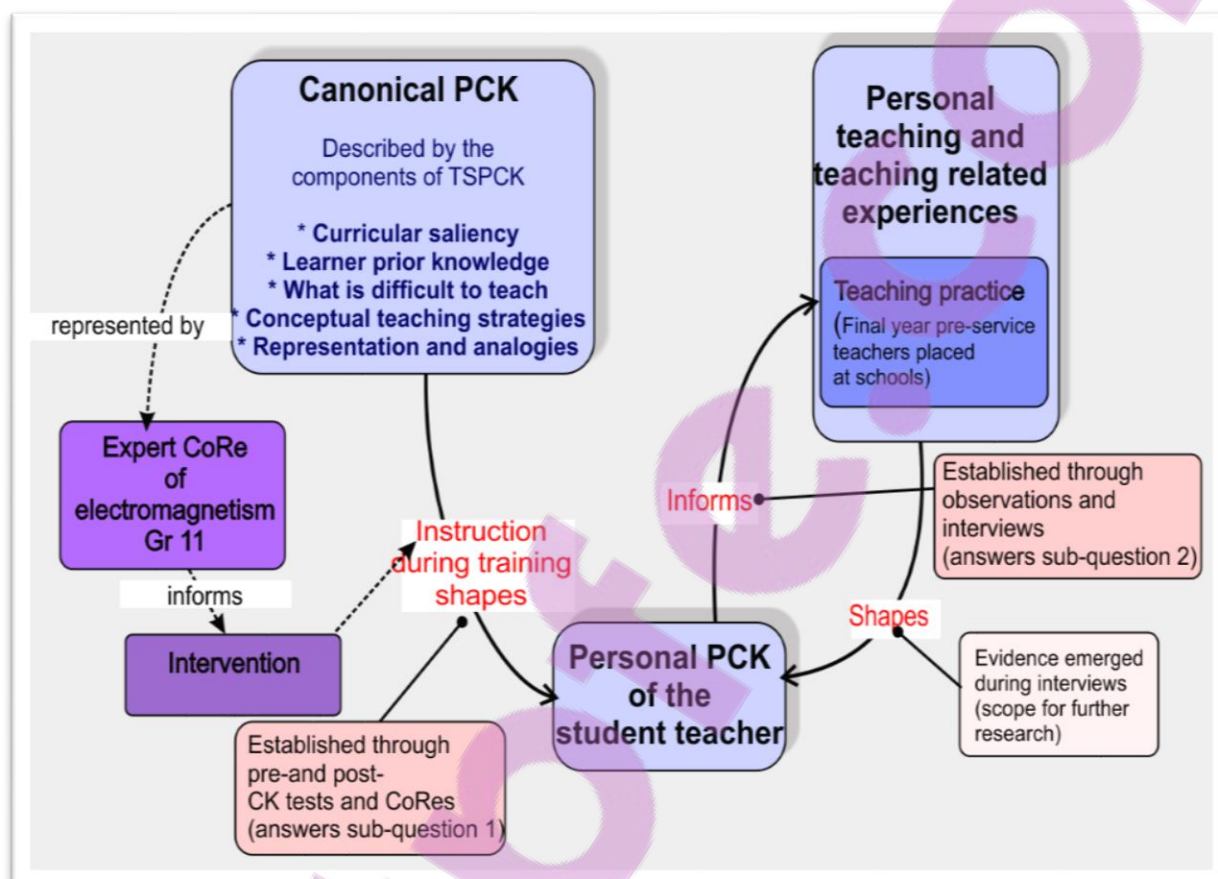 Canonical PCK
Described by the
components of TSPCK
* Curricular saliency
* Learner prior knowledge
* What is difficult to teach
* Conceptual teaching strategies
* Representation and analogies
Personal
teaching and
teaching related
experiences
Teaching practice
(Final year pre-service
teachers placed
at schools)
represented by
Expert CoRe
of
electromagnetism
Gr 11
informs
Intervention
Instruction
during training
shapes
Established through
pre-and post-
CK tests and CoRes
(answers sub-question 1)
Personal PCK
of the
student teacher
Informs
Established through
observations and
interviews
(answers sub-question 2)
Shapes
Evidence emerged
during interviews
(scope for further
research)